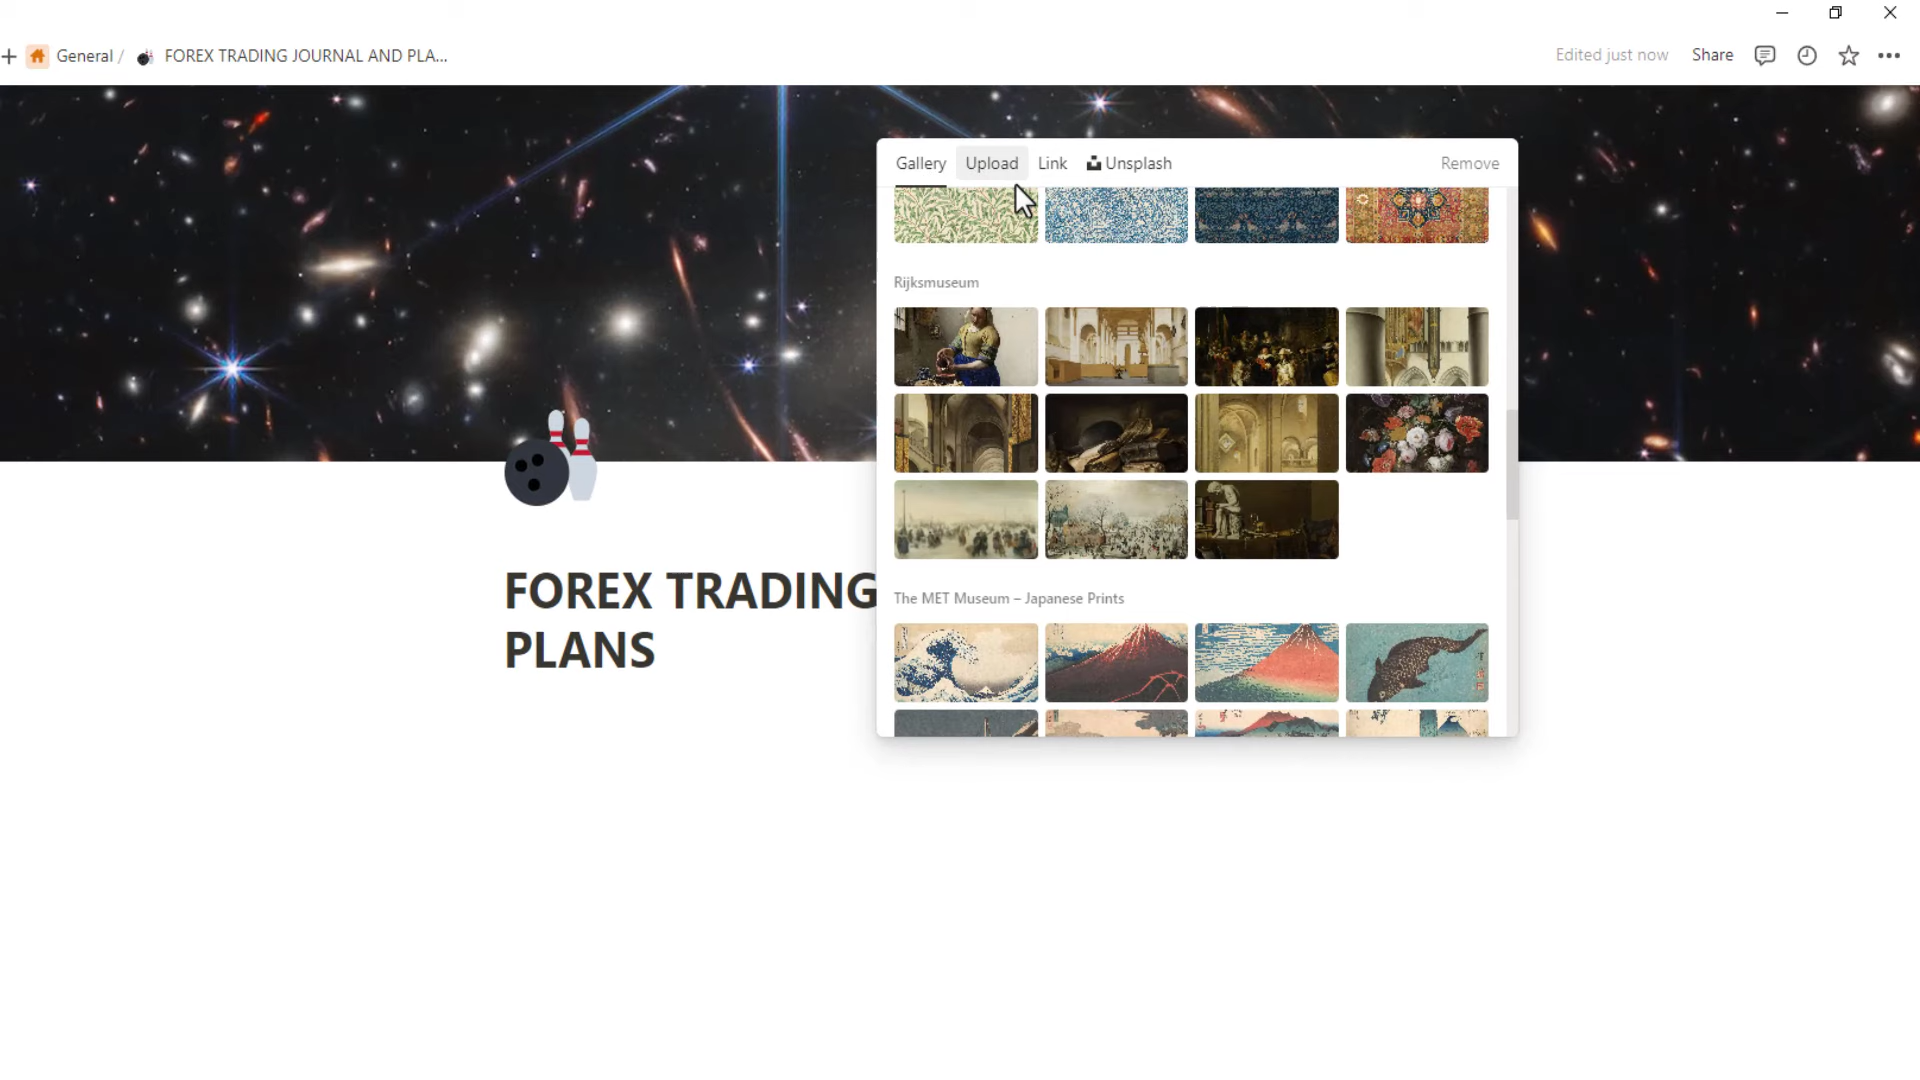 General / FOREX TRADING JOURNAL AND PLA...
Edited just now Share
Gallery Upload Link Unsplash Remove
Rijksmuseum
The MET Museum – Japanese Prints
FOREX TRADING
PLANS